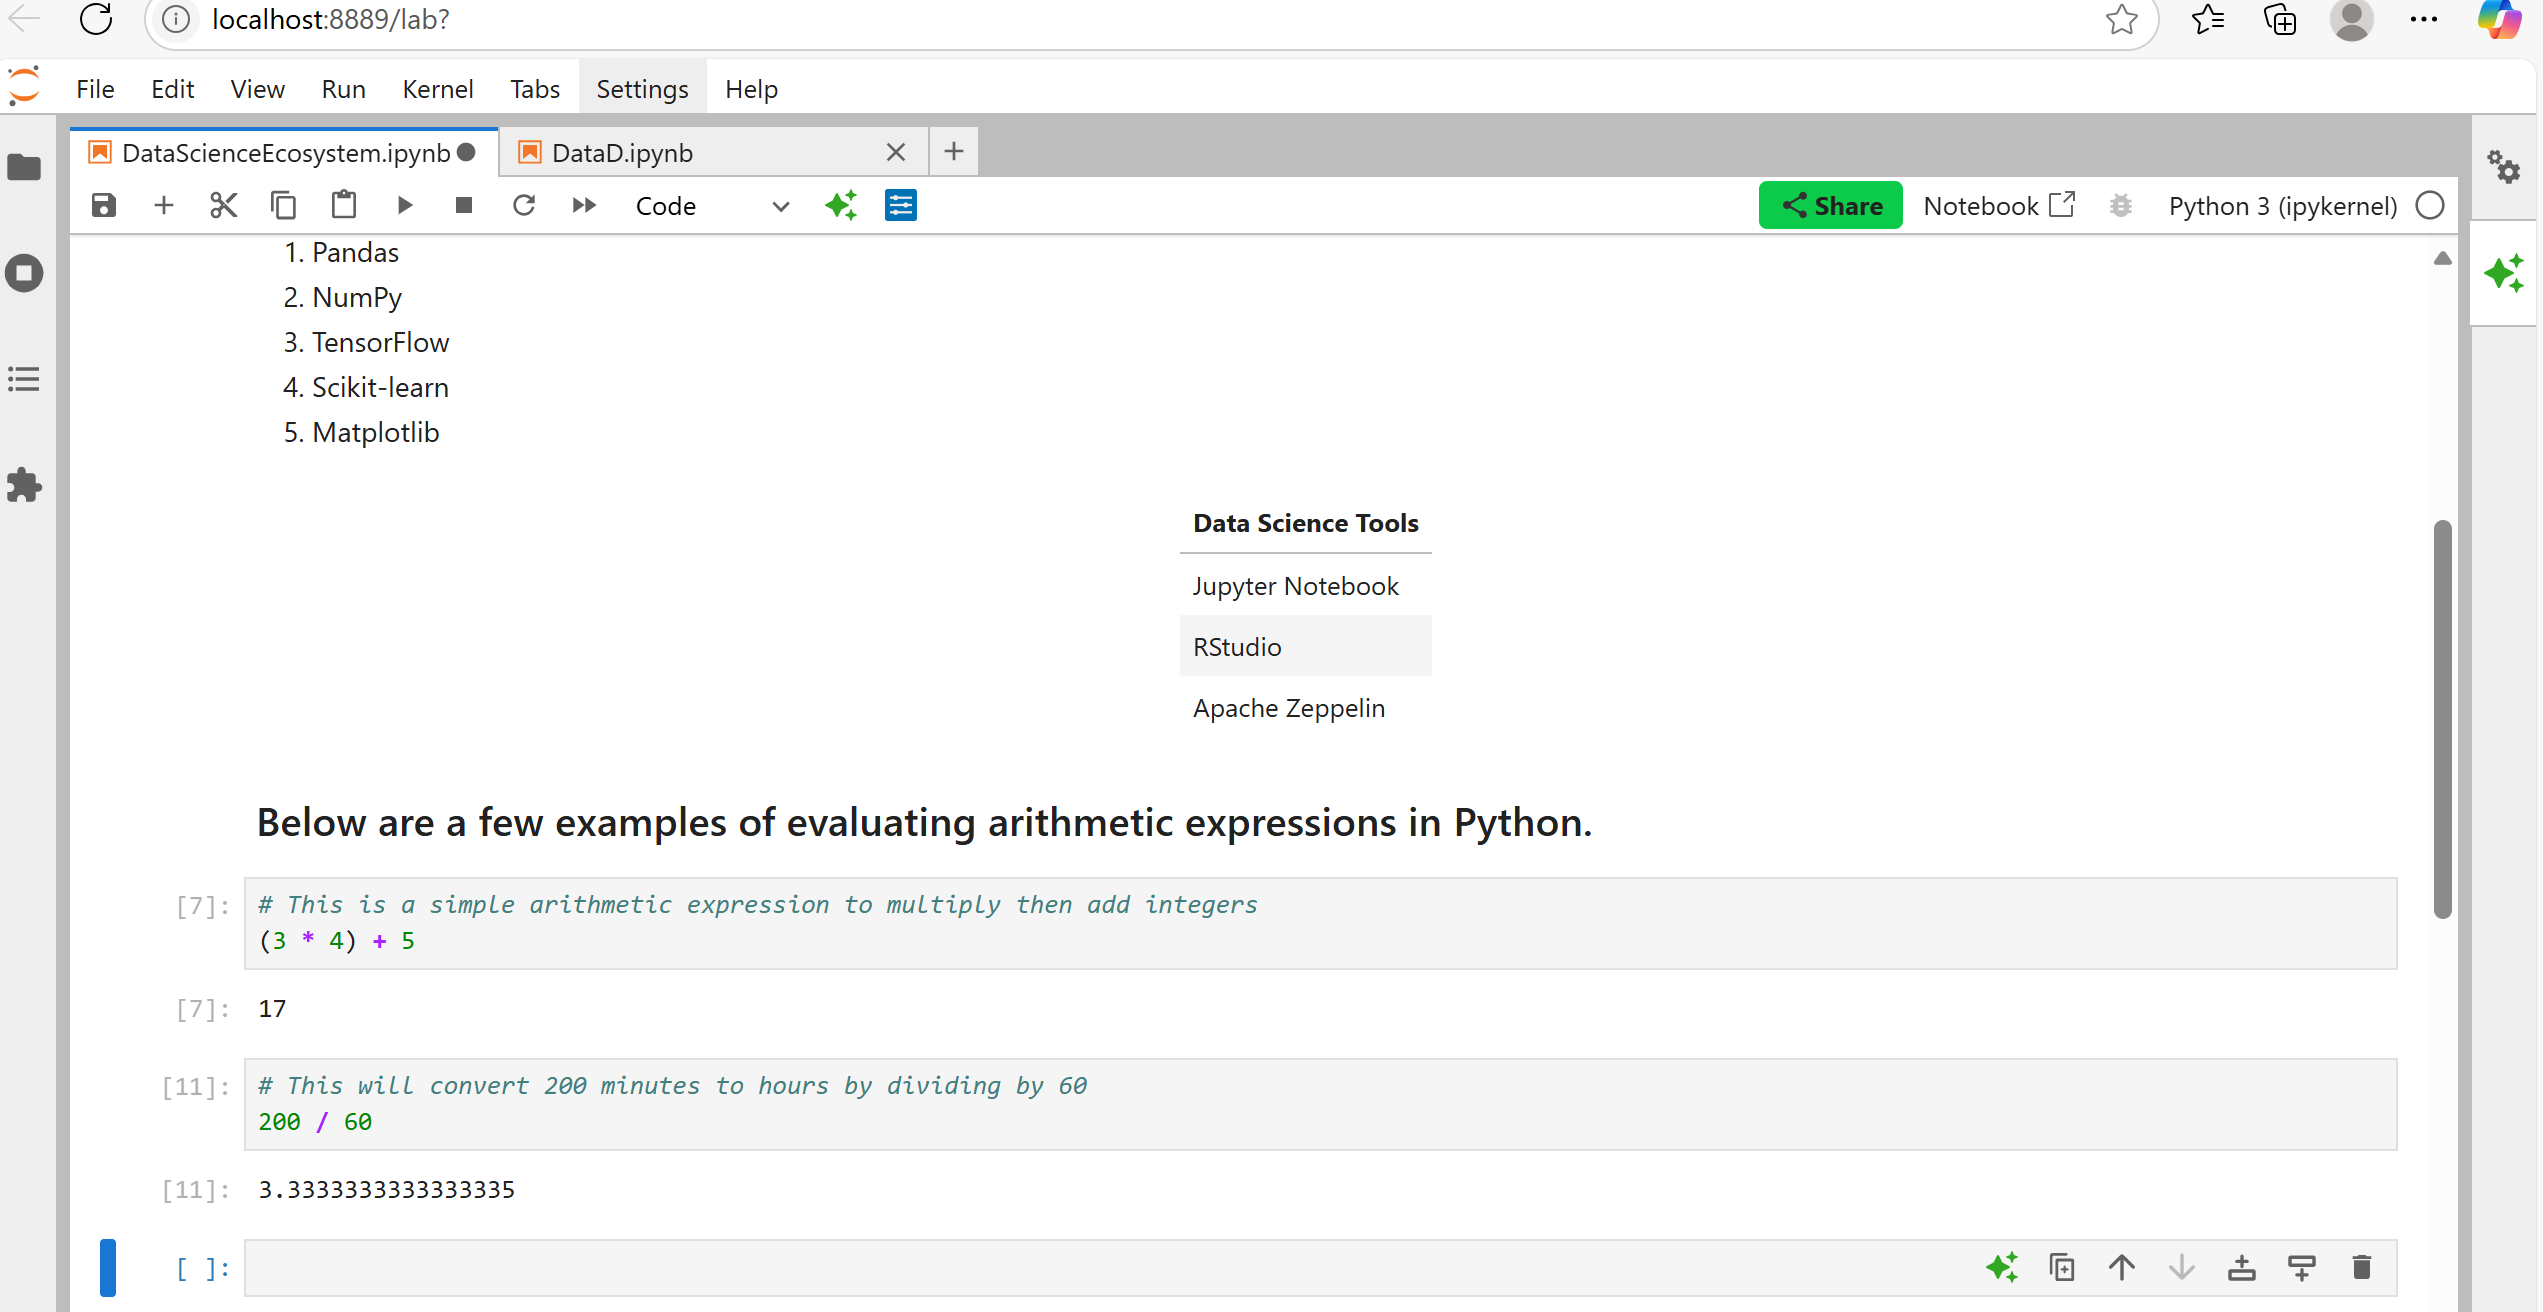 localhost:8889/lab?
File Edit View Run Kernel Tabs Settings Help
DataScienceEcosystem.ipynb DataD.ipynb
Code Share Notebook Python 3 (ipykernel)
1. Pandas
2. NumPy
3. TensorFlow
4. Scikit-learn
5. Matplotlib
Data Science Tools
Jupyter Notebook
RStudio
Apache Zeppelin
Below are a few examples of evaluating arithmetic expressions in Python.
[7]: # This is a simple arithmetic expression to multiply then add integers
(3 * 4) + 5
[7]: 17
[11]: # This will convert 200 minutes to hours by dividing by 60
200 / 60
[11]: 3.3333333333333335
[ ]: